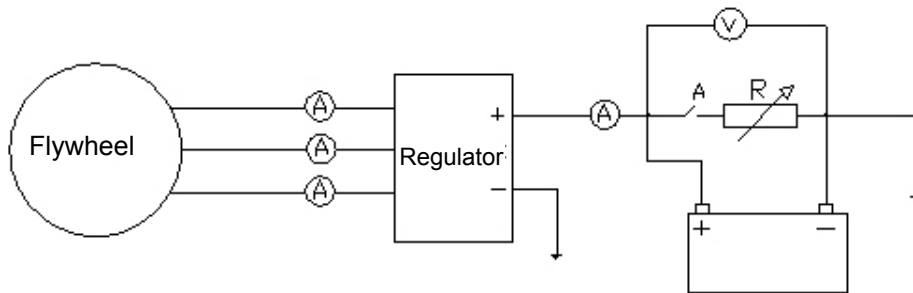 V
A R
Flywheel A + A
A Regulator
A − + −